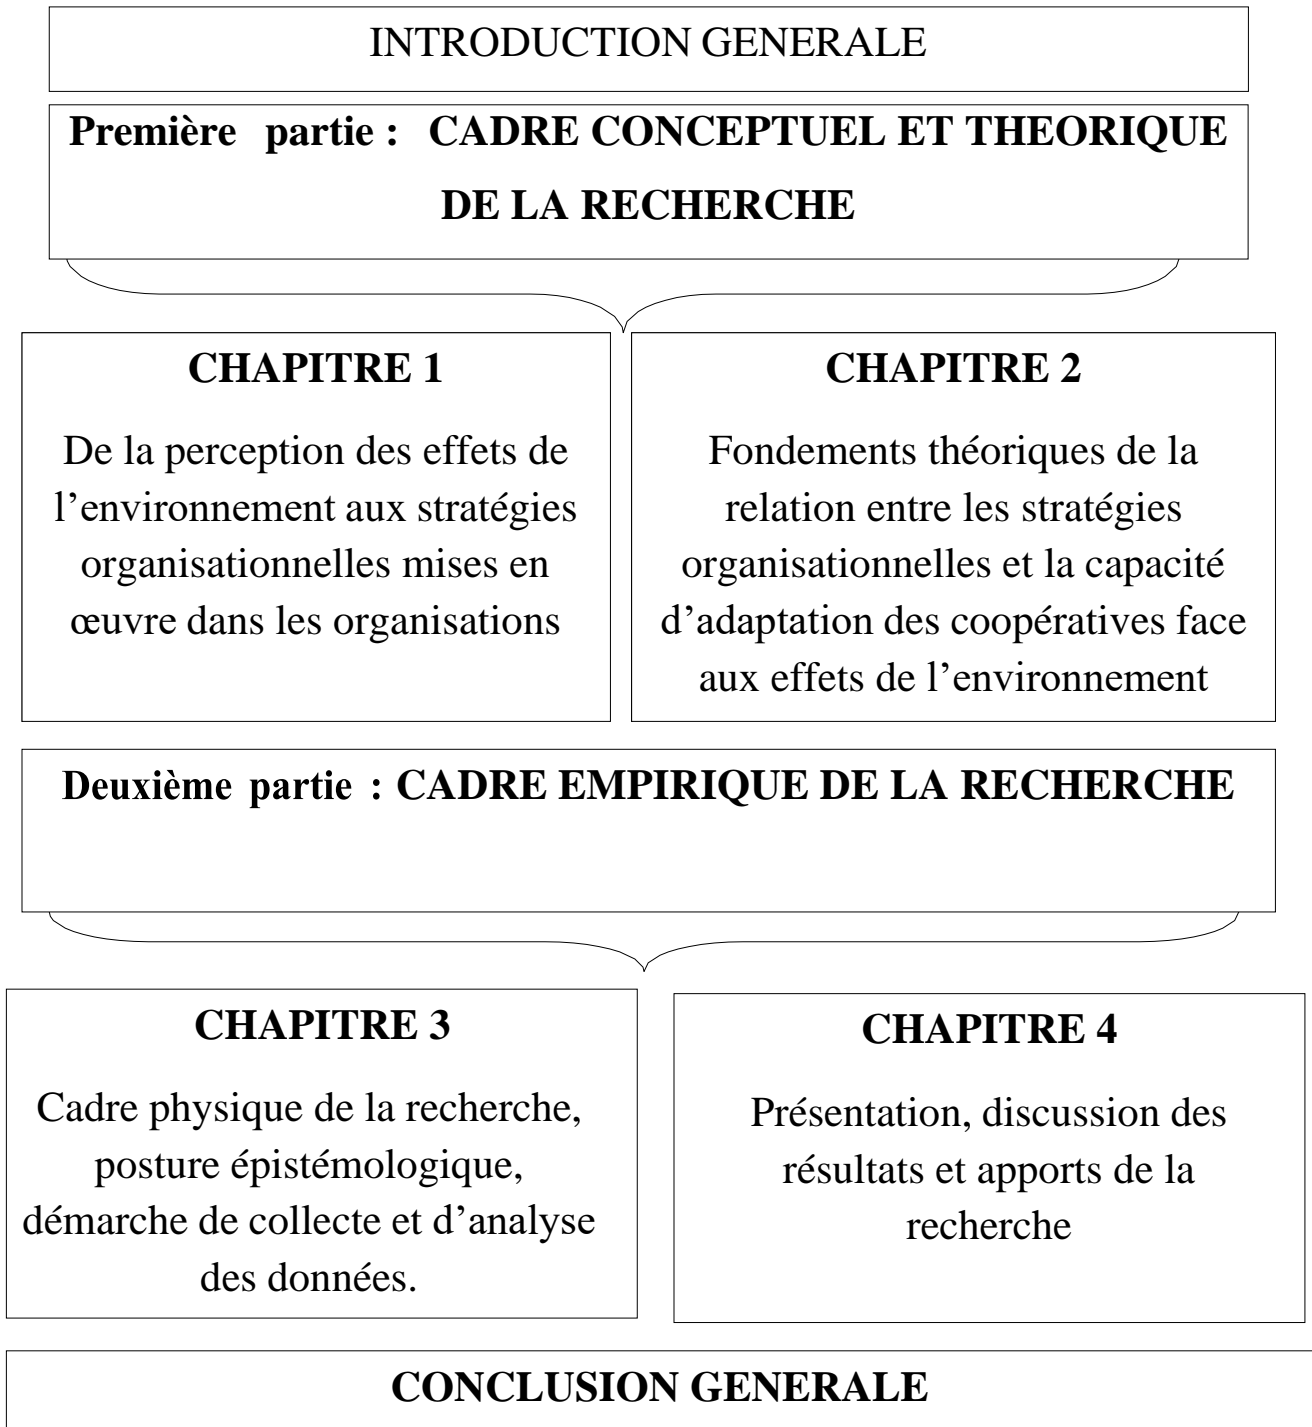 INTRODUCTION GENERALE
Première partie : CADRE CONCEPTUEL ET THEORIQUE
DE LA RECHERCHE
CHAPITRE 1
De la perception des effets de
l’environnement aux stratégies
organisationnelles mises en
œuvre dans les organisations
CHAPITRE 2
Fondements théoriques de la
relation entre les stratégies
organisationnelles et la capacité
d’adaptation des coopératives face
aux effets de l’environnement
Deuxième partie : CADRE EMPIRIQUE DE LA RECHERCHE
CHAPITRE 3
Cadre physique de la recherche,
posture épistémologique,
démarche de collecte et d’analyse
des données.
CHAPITRE 4
Présentation, discussion des
résultats et apports de la
recherche
CONCLUSION GENERALE